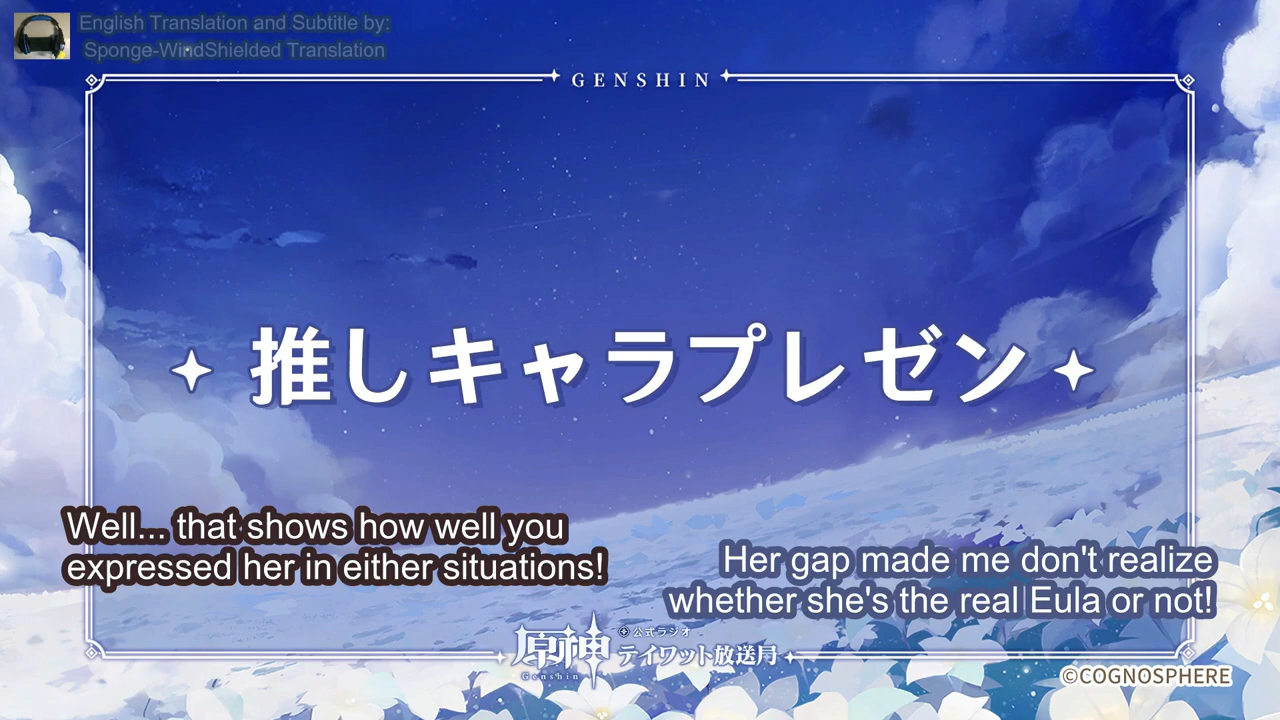 English Translation and Subtitle by:
Sponge-WindShielded Translation
GENSHIN
推しキャラプレゼン
Well... that shows how well you
expressed her in either situations!
Her gap made me don't realize
whether she's the real Eula or not!
原神
Genshin
公式ラジオ
テイワット放送局
©COGNOSPHERE